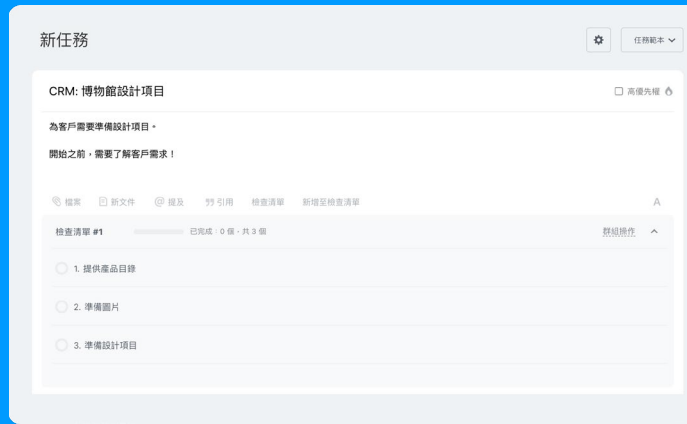 新任務
任務範本
CRM: 博物館設計項目
高優先權
為客戶需要準備設計項目。
開始之前，需要了解客戶需求！
檔案 新文件 @ 提及 引用 檢查清單 新增至檢查清單 A
檢查清單 #1 已完成：0 個，共 3 個 群組操作
1. 提供產品目錄
2. 準備圖片
3. 準備設計項目